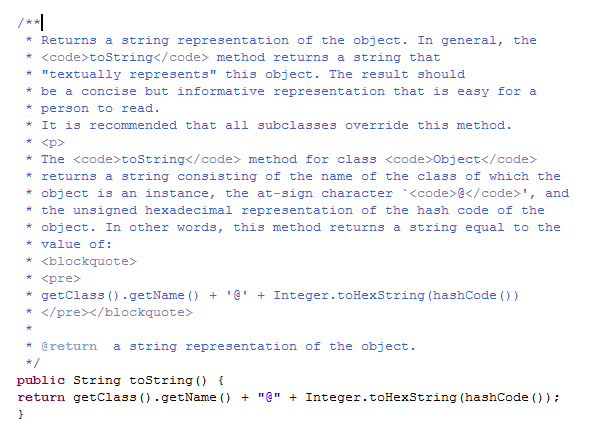 /**
* Returns a string representation of the object. In general, the
* <code>toString</code> method returns a string that
* "textually represents" this object. The result should
* be a concise but informative representation that is easy for a
* person to read.
* It is recommended that all subclasses override this method.
* <p>
* The <code>toString</code> method for class <code>Object</code>
* returns a string consisting of the name of the class of which the
* object is an instance, the at-sign character `<code>@</code>', and
* the unsigned hexadecimal representation of the hash code of the
* object. In other words, this method returns a string equal to the
* value of:
* <blockquote>
* <pre>
* getClass().getName() + '@' + Integer.toHexString(hashCode())
* </pre></blockquote>
*
* @return  a string representation of the object.
*/
public String toString() {
return getClass().getName() + "@" + Integer.toHexString(hashCode());
}